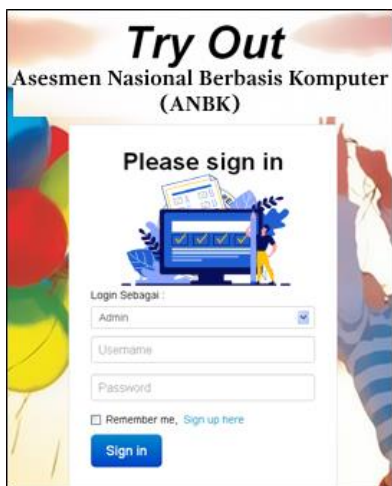 Try Out
Asesmen Nasional Berbasis Komputer
(ANBK)
Please sign in
Login Sebagai :
Admin
Username
Password
Remember me, Sign up here
Sign in